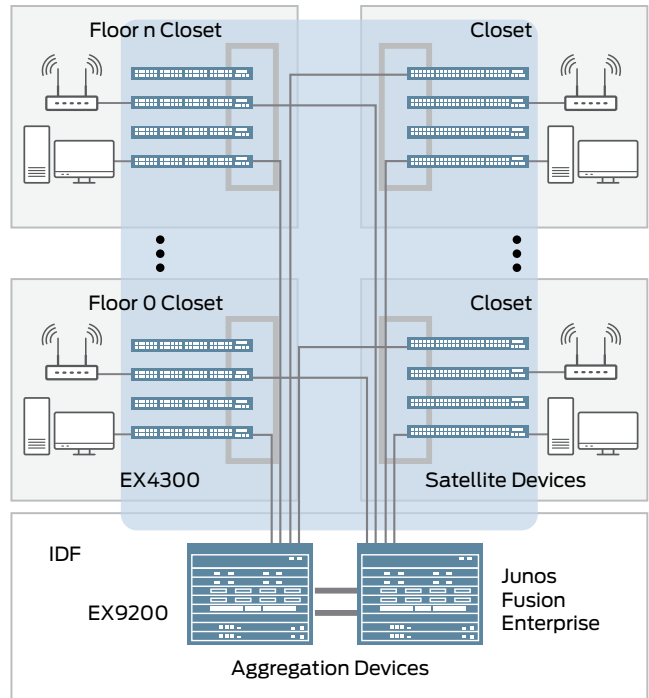 Floor n Closet
Closet
Floor 0 Closet
Closet
EX4300
Satellite Devices
IDF
EX9200
Junos
Fusion
Enterprise
Aggregation Devices